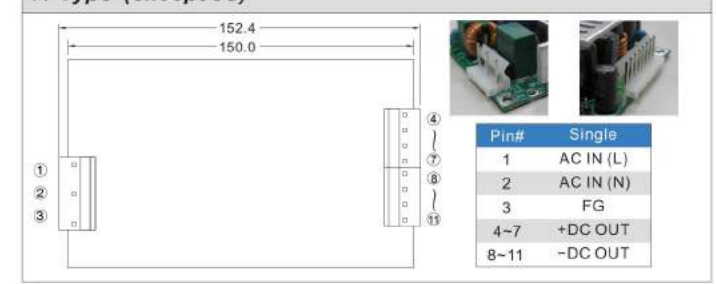 152.4
150.0
①
②
③
④
⑦
⑧
⑪
Pin# Single
1 AC IN (L)
2 AC IN (N)
3 FG
4~7 +DC OUT
8~11 −DC OUT